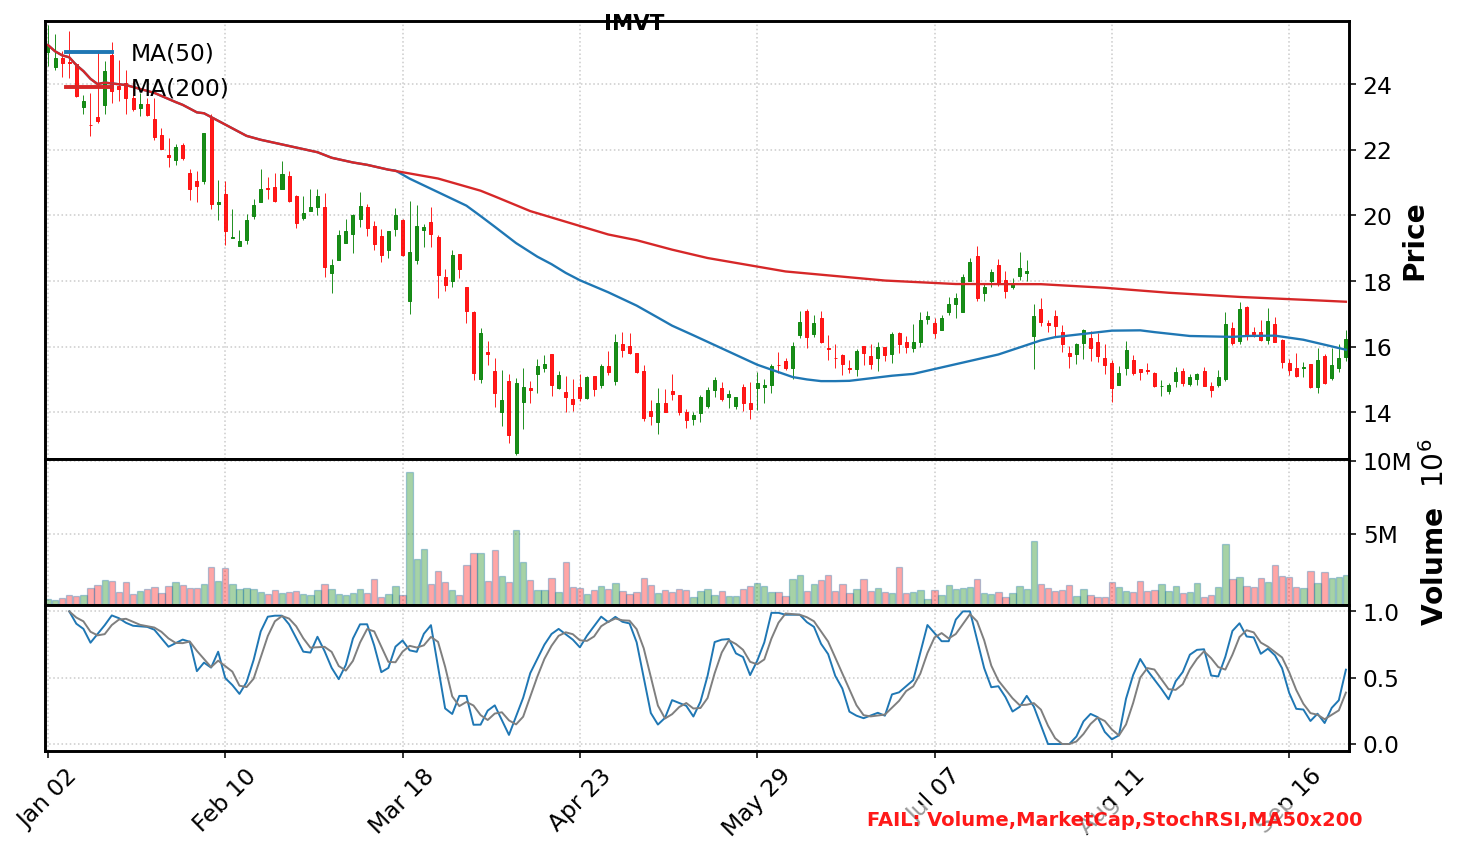 IMVT
MA(50)
MA(200)
24
22
20
18
16
14
Price
10M
5M
Volume 10^6
1.0
0.5
0.0
Jan 02
Feb 10
Mar 18
Apr 23
May 29
Jul 07
Aug 11
Sep 16
FAIL: Volume,MarketCap,StochRSI,MA50x200